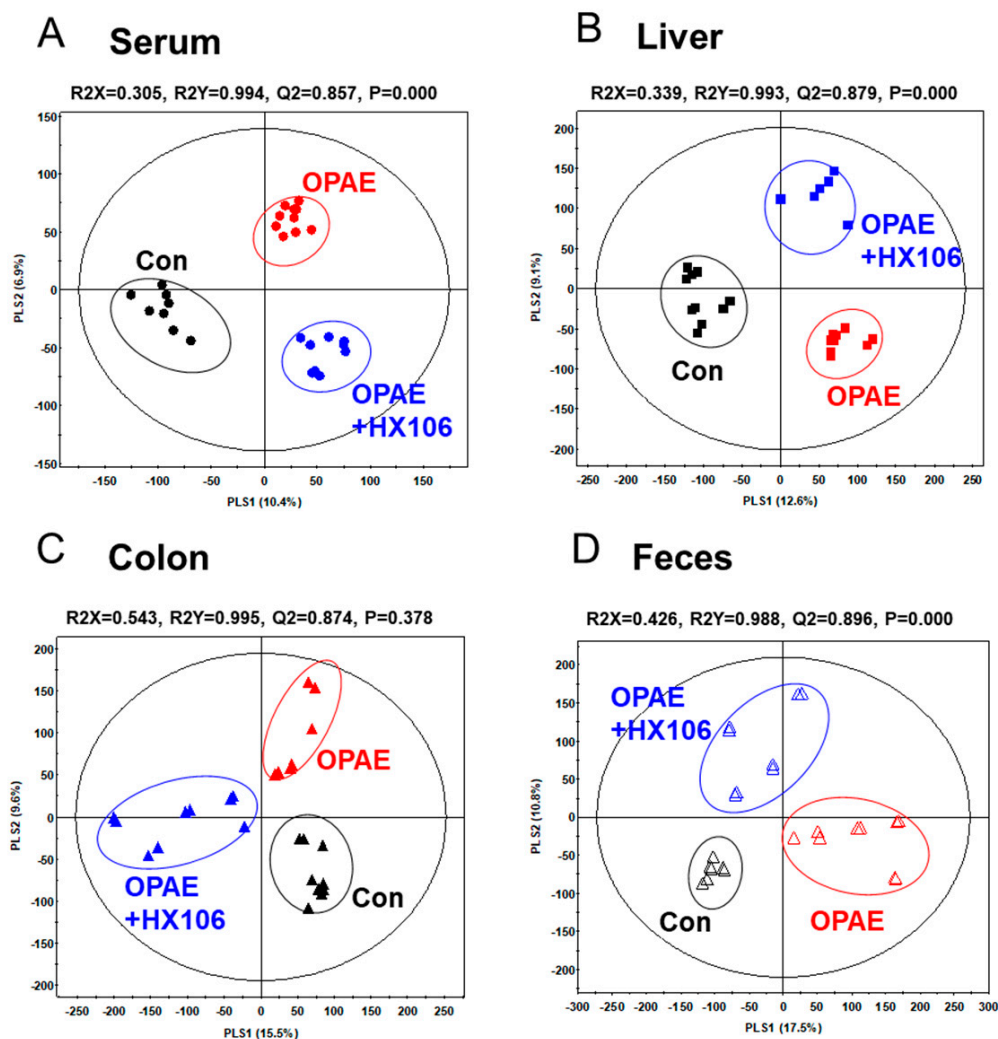 A Serum
R2X=0.305, R2Y=0.994, Q2=0.857, P=0.000
150
100
50
0
-50
-100
-150
PLS2 (6.9%)
OPAE
Con
OPAE
+HX106
-150 -100 -50 0 50 100 150
PLS1 (10.4%)
B Liver
R2X=0.339, R2Y=0.993, Q2=0.879, P=0.000
200
150
100
50
0
-50
-100
-150
-200
PLS2 (9.1%)
OPAE
+HX106
Con
OPAE
-250 -200 -150 -100 -50 0 50 100 150 200 250
PLS1 (12.6%)
C Colon
R2X=0.543, R2Y=0.995, Q2=0.874, P=0.378
200
150
100
50
0
-50
-100
-150
-200
PLS2 (9.6%)
OPAE
OPAE
+HX106
Con
-250 -200 -150 -100 -50 0 50 100 150 200 250
PLS1 (15.5%)
D Feces
R2X=0.426, R2Y=0.988, Q2=0.896, P=0.000
200
150
100
50
0
-50
-100
-150
-200
PLS2 (10.8%)
OPAE
+HX106
Con
OPAE
-300 -250 -200 -150 -100 -50 0 50 100 150 200 250 300
PLS1 (17.5%)